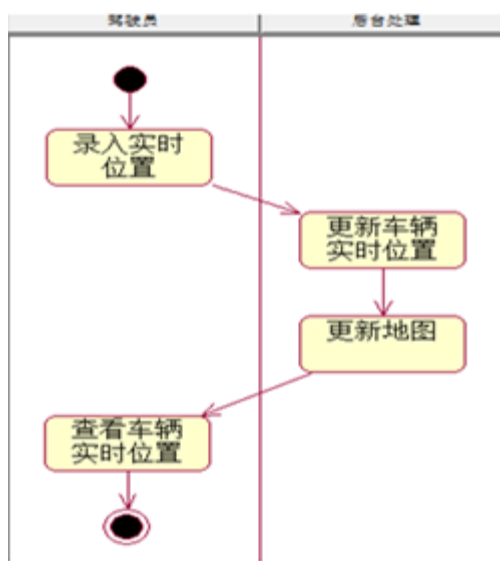 驾驶员
后台处理
录入实时
位置
更新车辆
实时位置
更新地图
查看车辆
实时位置